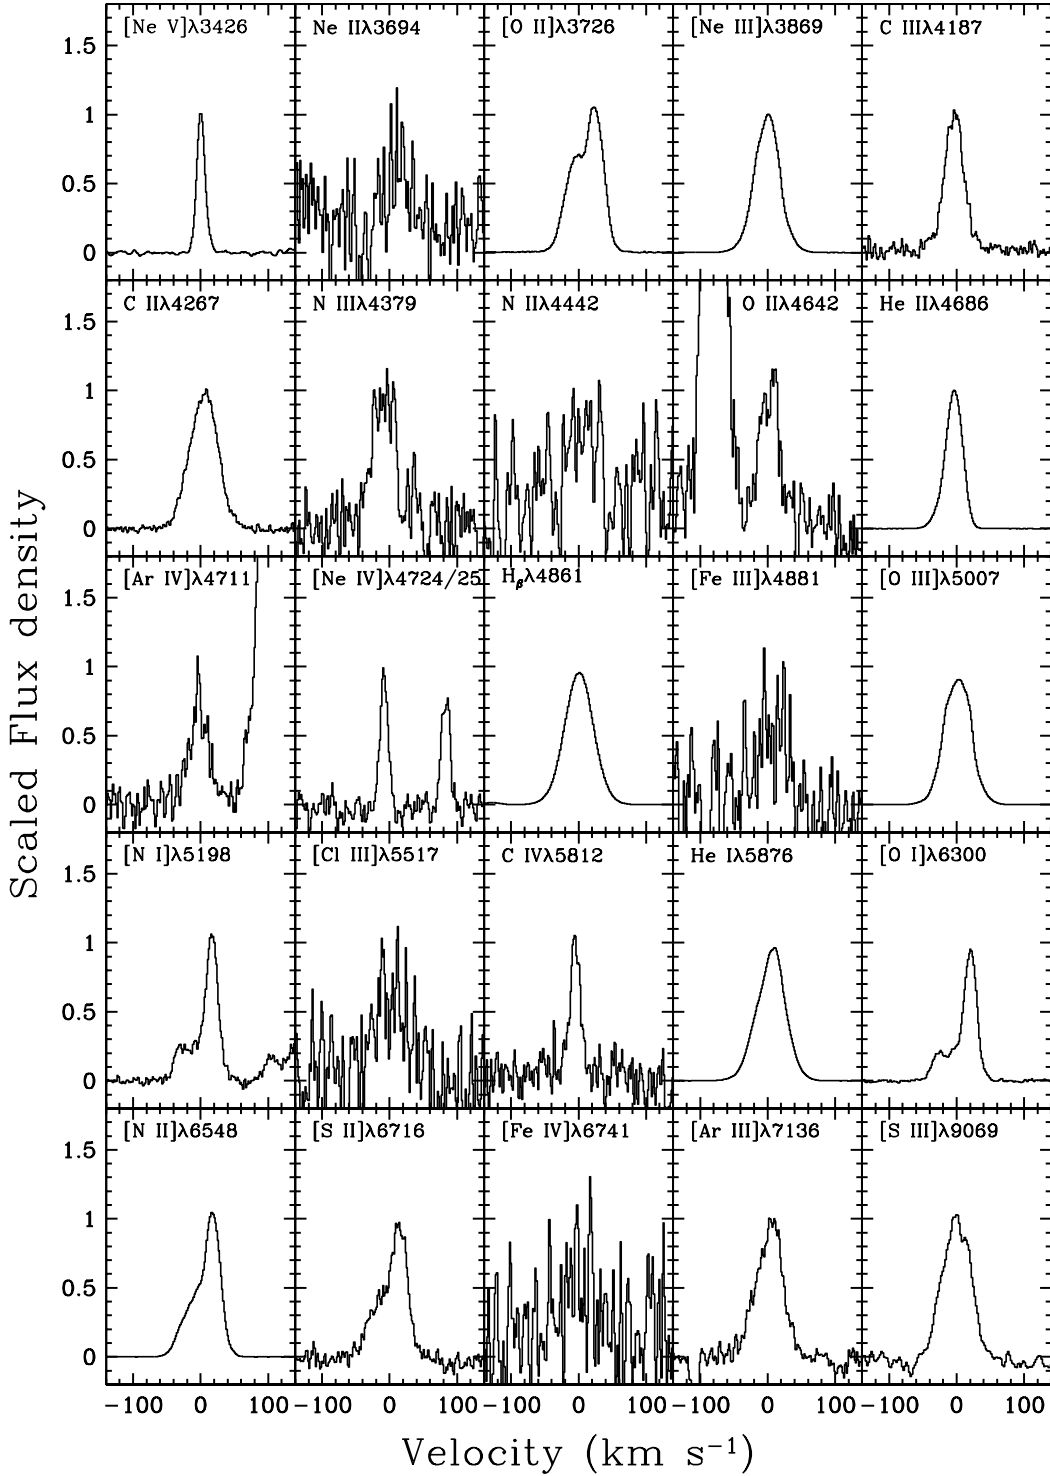 [Ne V]λ3426 Ne IIλ3694 [O II]λ3726 [Ne III]λ3869 C IIIλ4187
1.5
1
0.5
0
C IIλ4267 N IIIλ4379 N IIλ4442 O IIλ4642 He IIλ4686
1.5
1
0.5
0
[Ar IV]λ4711 [Ne IV]λ4724/25 Hβλ4861 [Fe III]λ4881 [O III]λ5007
1.5
1
0.5
0
[N I]λ5198 [Cl III]λ5517 C IVλ5812 He Iλ5876 [O I]λ6300
1.5
1
0.5
0
[N II]λ6548 [S II]λ6716 [Fe IV]λ6741 [Ar III]λ7136 [S III]λ9069
1.5
1
0.5
0
−100 0 100 −100 0 100 −100 0 100 −100 0 100 −100 0 100
Velocity (km s⁻¹)
Scaled Flux density